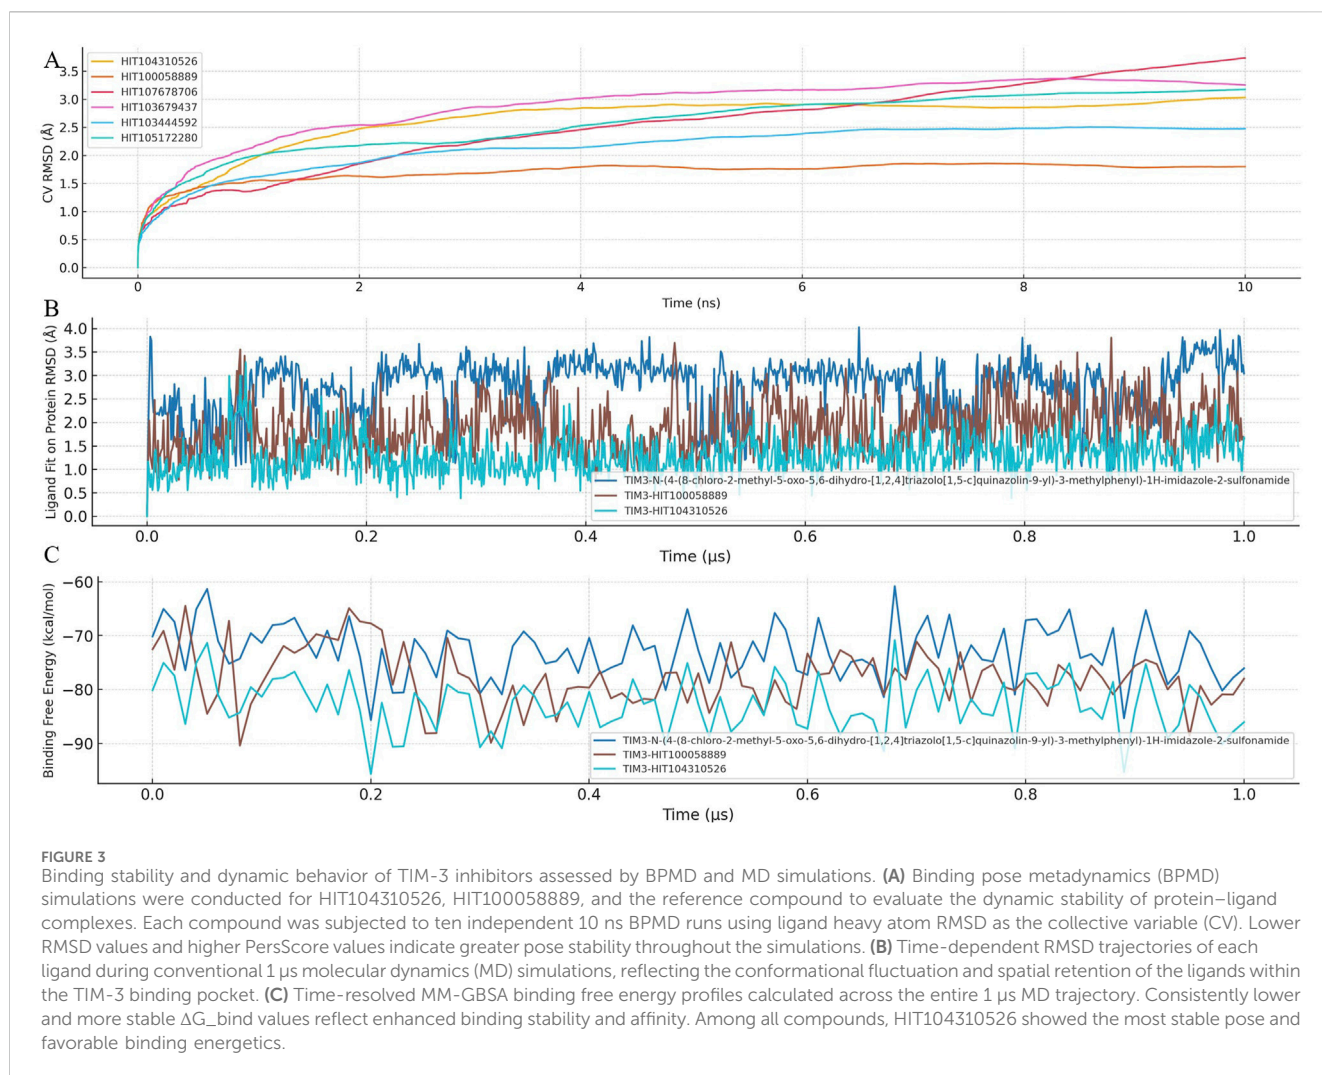 A
HIT104310526
HIT100058889
HIT107678706
HIT103679437
HIT103444592
HIT105172280
CV RMSD (Å)
3.5
3.0
2.5
2.0
1.5
1.0
0.5
0.0
0 2 4 6 8 10
Time (ns)
B
Ligand Fit on Protein RMSD (Å)
4.0
3.5
3.0
2.5
2.0
1.5
1.0
0.5
0.0
TIM3-N-(4-(8-chloro-2-methyl-5-oxo-5,6-dihydro-[1,2,4]triazolo[1,5-c]quinazolin-9-yl)-3-methylphenyl)-1H-imidazole-2-sulfonamide
TIM3-HIT100058889
TIM3-HIT104310526
0.0 0.2 0.4 0.6 0.8 1.0
Time (μs)
C
Binding Free Energy (kcal/mol)
−60
−70
−80
−90
TIM3-N-(4-(8-chloro-2-methyl-5-oxo-5,6-dihydro-[1,2,4]triazolo[1,5-c]quinazolin-9-yl)-3-methylphenyl)-1H-imidazole-2-sulfonamide
TIM3-HIT100058889
TIM3-HIT104310526
0.0 0.2 0.4 0.6 0.8 1.0
Time (μs)
FIGURE 3
Binding stability and dynamic behavior of TIM-3 inhibitors assessed by BPMD and MD simulations. (A) Binding pose metadynamics (BPMD)
simulations were conducted for HIT104310526, HIT100058889, and the reference compound to evaluate the dynamic stability of protein–ligand
complexes. Each compound was subjected to ten independent 10 ns BPMD runs using ligand heavy atom RMSD as the collective variable (CV). Lower
RMSD values and higher PersScore values indicate greater pose stability throughout the simulations. (B) Time-dependent RMSD trajectories of each
ligand during conventional 1 μs molecular dynamics (MD) simulations, reflecting the conformational fluctuation and spatial retention of the ligands within
the TIM-3 binding pocket. (C) Time-resolved MM-GBSA binding free energy profiles calculated across the entire 1 μs MD trajectory. Consistently lower
and more stable ΔG_bind values reflect enhanced binding stability and affinity. Among all compounds, HIT104310526 showed the most stable pose and
favorable binding energetics.